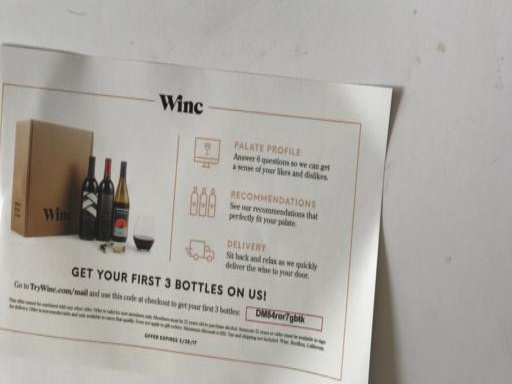 Winc
PALATE PROFILE
Answer 6 questions so we can get
a sense of your likes and dislikes.
RECOMMENDATIONS
See our recommendations that
perfectly fit your palate.
DELIVERY
Sit back and relax as we quickly
deliver the wine to your door.
Winc
GET YOUR FIRST 3 BOTTLES ON US!
Go to TryWinc.com/mail and use this code at checkout to get your first 3 bottles:
OFFER EXPIRES